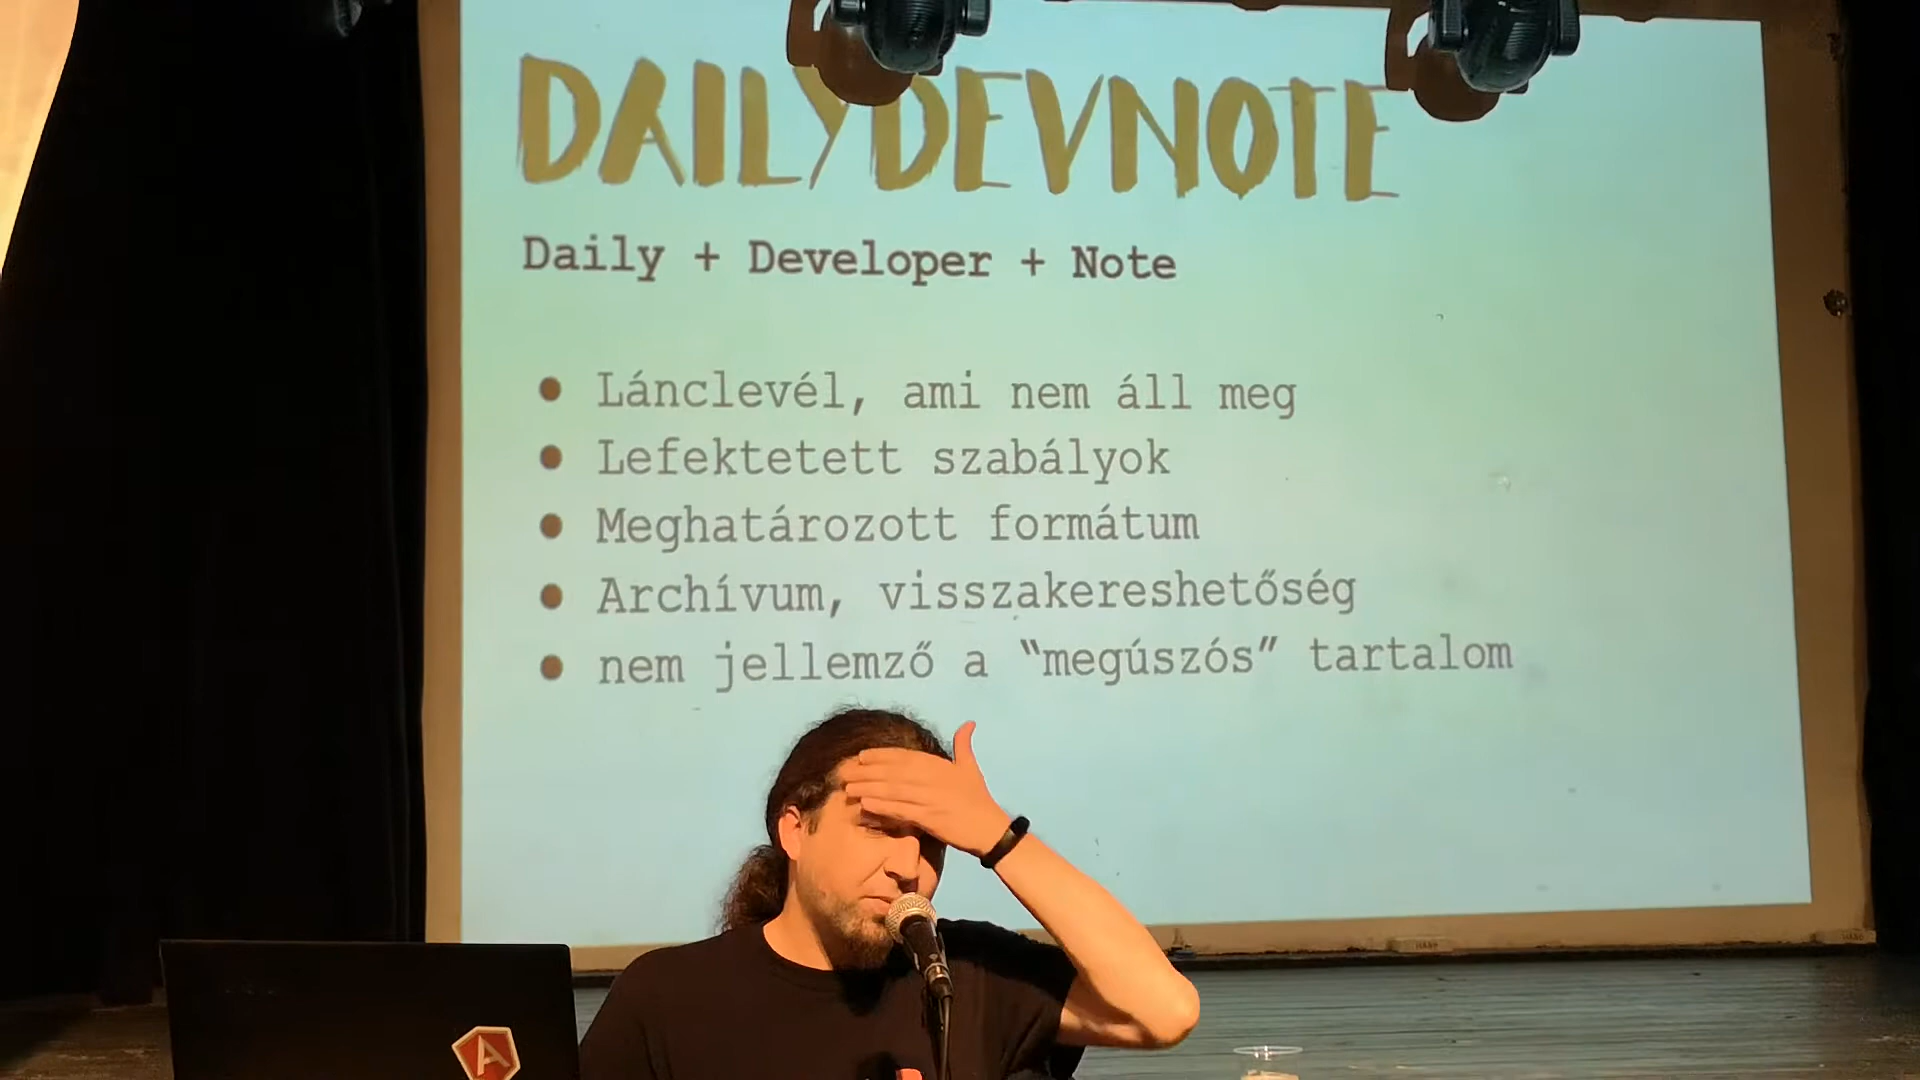 DAILYDEVNOTE
Daily + Developer + Note
• Lánclevél, ami nem áll meg
• Lefektetett szabályok
• Meghatározott formátum
• Archívum, visszakereshetőség
• nem jellemző a “megúszós” tartalom
A